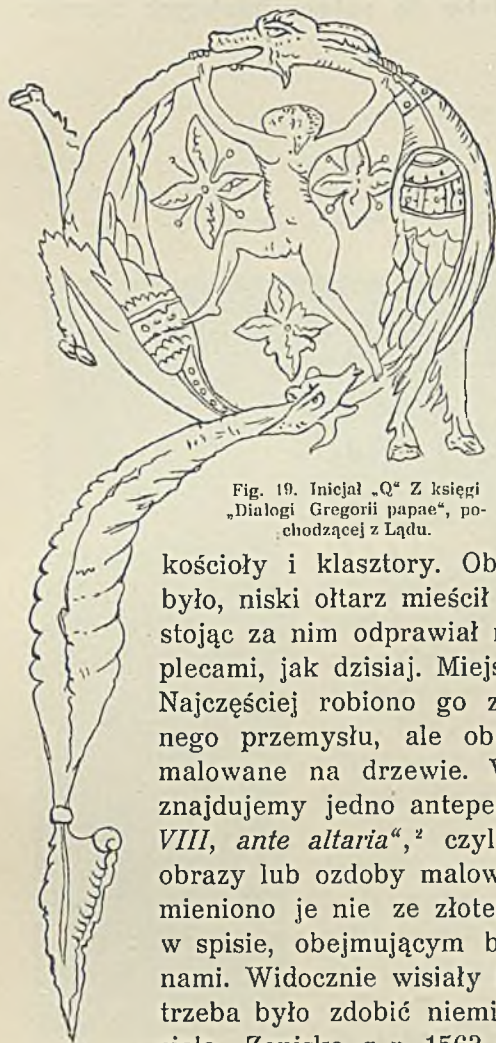 Fig. 19. Inicjał „Q“ Z księgi
„Dialogi Gregorii papae“, po-
chodzącej z Lądu.
kościoły i klasztory. Ob
było, niski ołtarz mieścił
stojąc za nim odprawiał
plecami, jak dzisiaj. Miejs
Najczęściej robiono go z
nego przemysłu, ale ob
malowane na drzewie.
znajdujemy jedno antepe
VIII, ante altaria“,² czyl
obrazy lub ozdoby malow
mieniono je nie ze złote
w spisie, obejmującym b
nami. Widocznie wisiały
trzeba było zdobić niemi